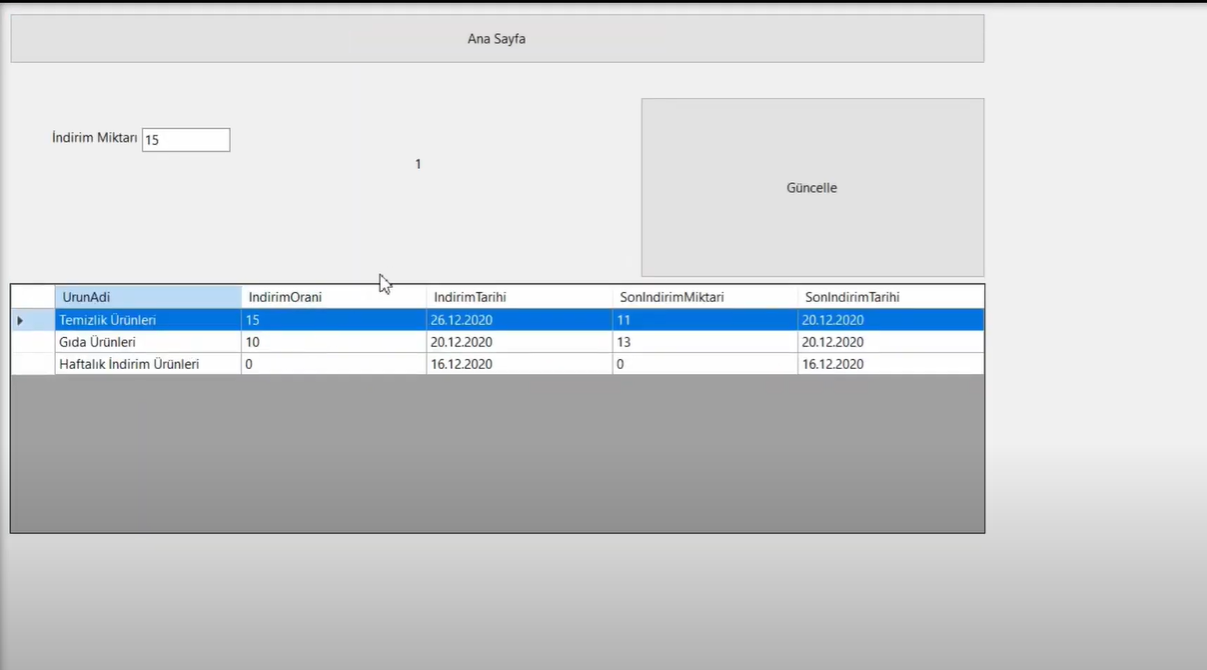 Ana Sayfa
İndirim Miktarı 15
1
Güncelle
UrunAdi IndirimOrani IndirimTarihi SonIndirimMiktari SonIndirimTarihi
Temizlik Ürünleri 15 26.12.2020 11 20.12.2020
Gıda Ürünleri 10 20.12.2020 13 20.12.2020
Haftalık İndirim Ürünleri 0 16.12.2020 0 16.12.2020